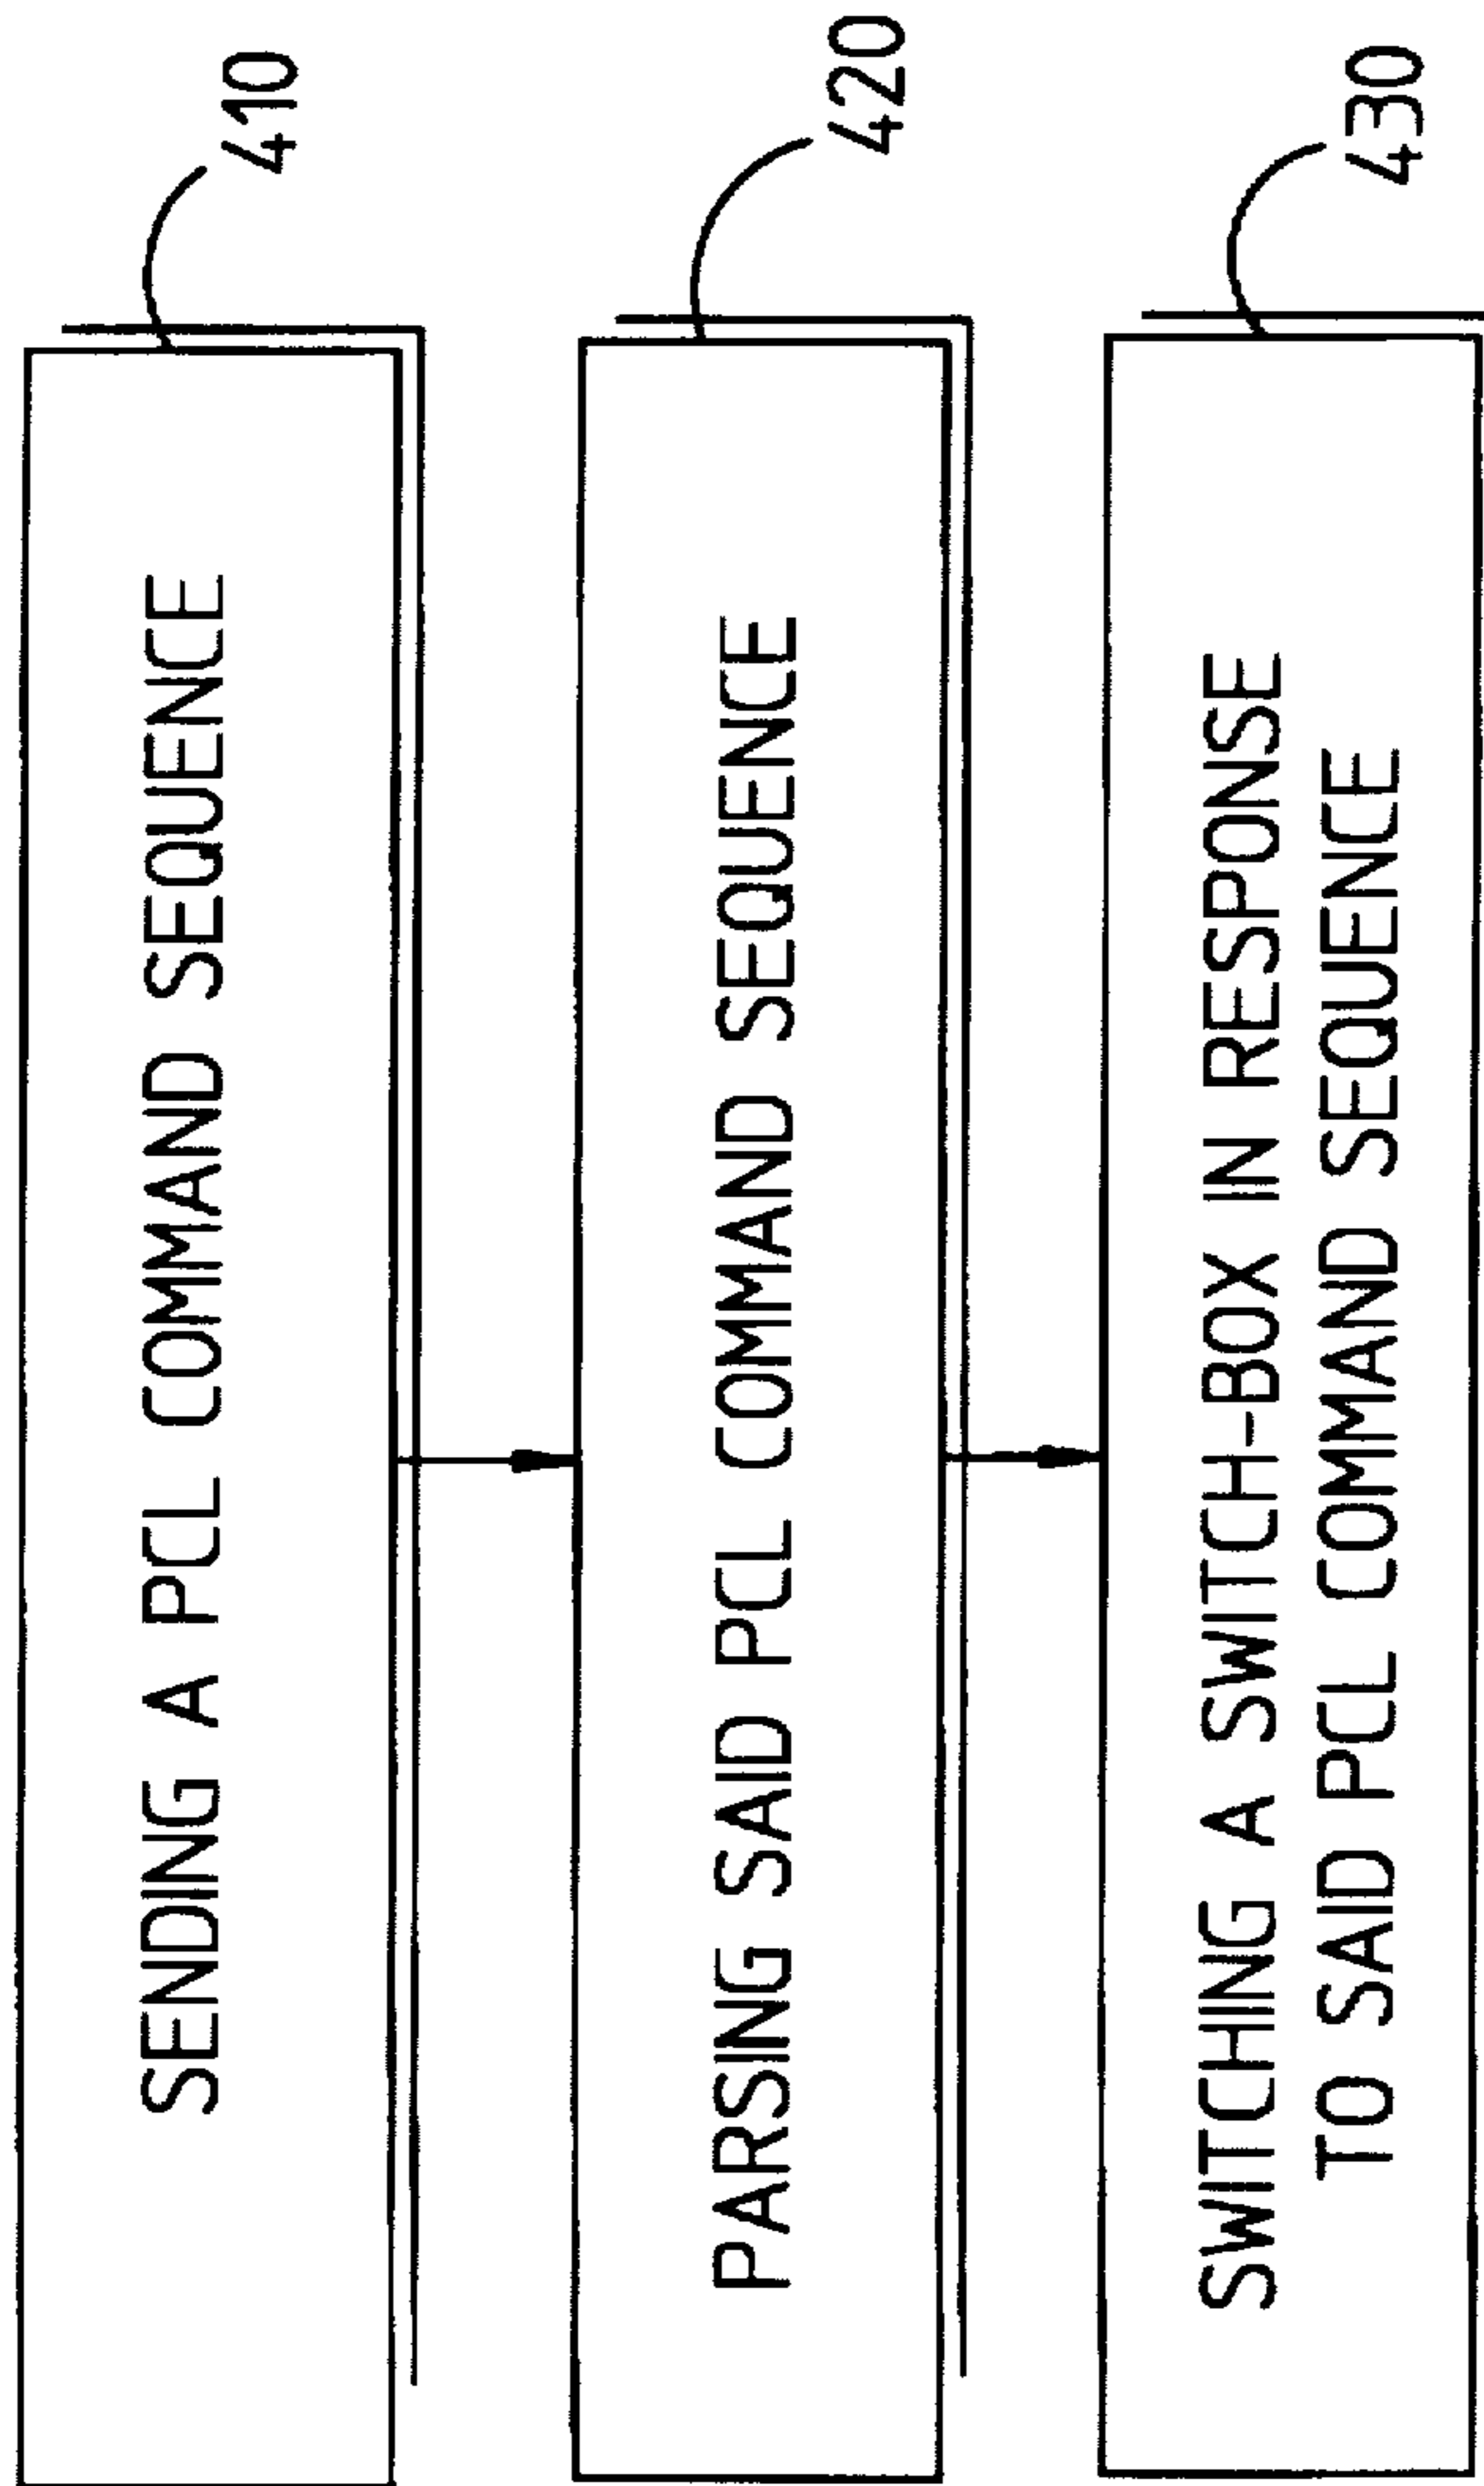 410
SENDING A PCL COMMAND SEQUENCE
420
PARSING SAID PCL COMMAND SEQUENCE
430
SWITCHING A SWITCH-BOX IN RESPONSE
TO SAID PCL COMMAND SEQUENCE